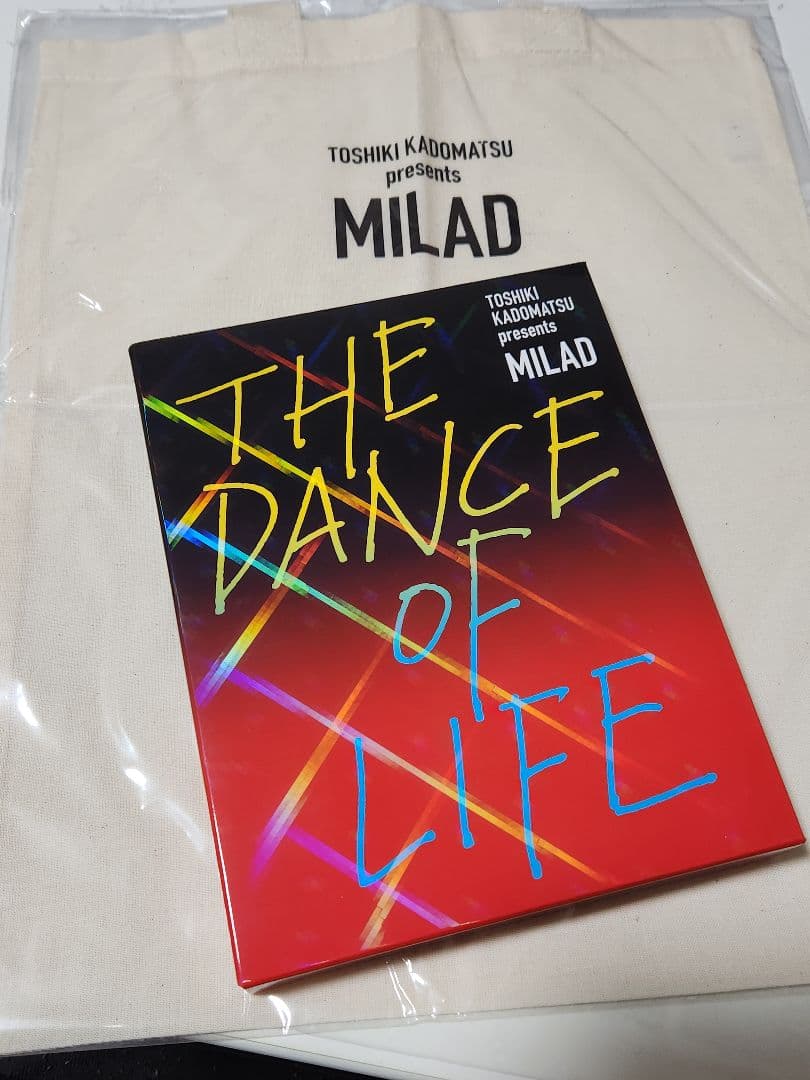 TOSHIKI KADOMATSU
presents
MILAD
TOSHIKI
KADOMATSU
presents
MILAD
THE
DANCE
OF
LIFE